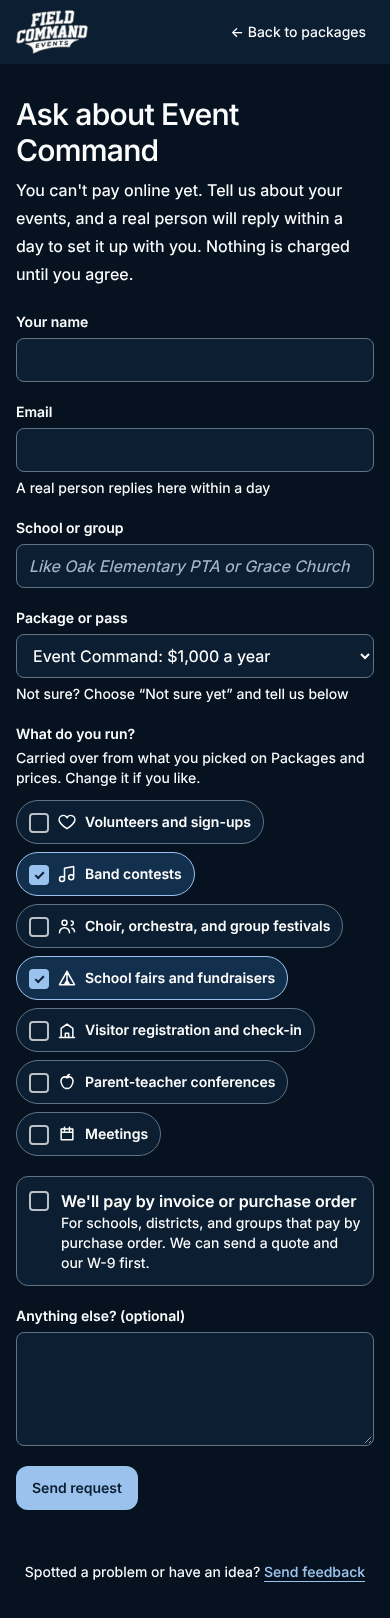 FIELD
COMMAND
EVENTS
← Back to packages
Ask about Event
Command
You can't pay online yet. Tell us about your
events, and a real person will reply within a
day to set it up with you. Nothing is charged
until you agree.
Your name
Email
A real person replies here within a day
School or group
Like Oak Elementary PTA or Grace Church
Package or pass
Event Command: $1,000 a year
Not sure? Choose “Not sure yet” and tell us below
What do you run?
Carried over from what you picked on Packages and
prices. Change it if you like.
Volunteers and sign-ups
Band contests
Choir, orchestra, and group festivals
School fairs and fundraisers
Visitor registration and check-in
Parent-teacher conferences
Meetings
We'll pay by invoice or purchase order
For schools, districts, and groups that pay by
purchase order. We can send a quote and
our W-9 first.
Anything else? (optional)
Send request
Spotted a problem or have an idea? Send feedback